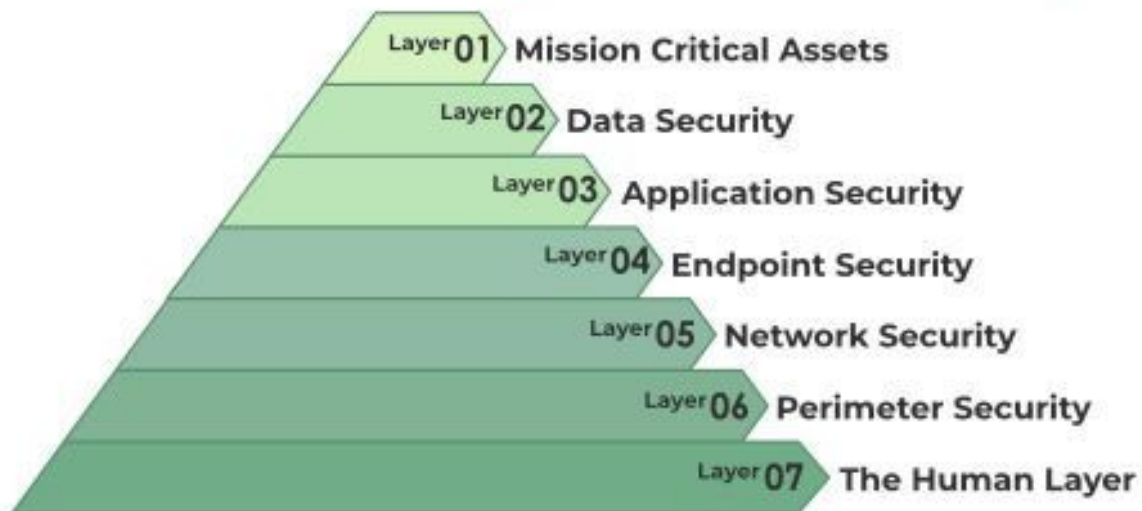 Layer 01 Mission Critical Assets
Layer 02 Data Security
Layer 03 Application Security
Layer 04 Endpoint Security
Layer 05 Network Security
Layer 06 Perimeter Security
Layer 07 The Human Layer